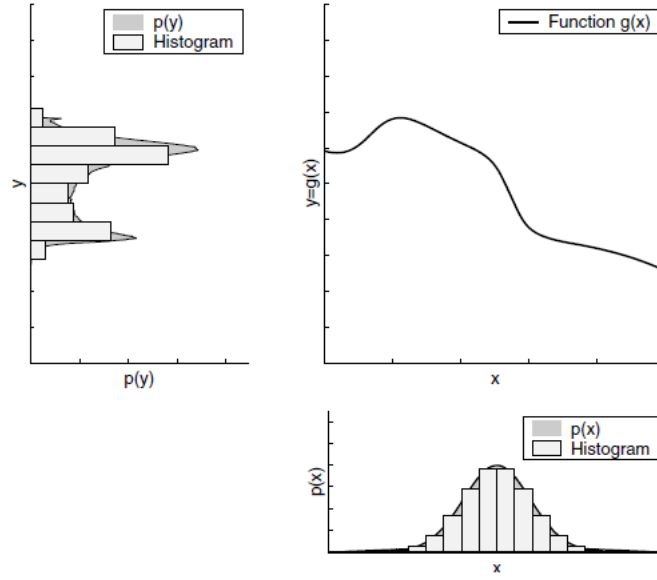 p(y)
Histogram
y
p(y)
Function g(x)
y=g(x)
x
p(x)
Histogram
p(x)
x